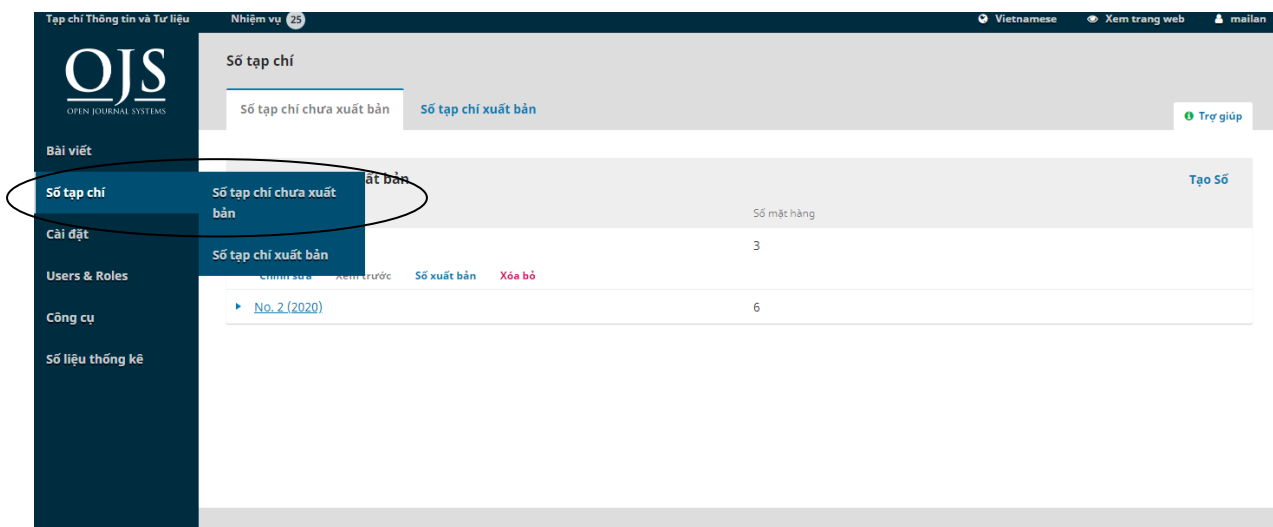 Tạp chí Thông tin và Tư liệu Nhiệm vụ 25 Vietnamese Xem trang web mailan
OJS
OPEN JOURNAL SYSTEMS
Số tạp chí
Số tạp chí chưa xuất bản Số tạp chí xuất bản
Trợ giúp
Bài viết
Số tạp chí
Cài đặt
Users & Roles
Công cụ
Số liệu thống kê
Số tạp chí chưa xuất
bản
Số tạp chí xuất bản
bản Tạo Số
Số mặt hàng
3
Chỉnh sửa Xem trước Số xuất bản Xóa bỏ
No. 2 (2020) 6